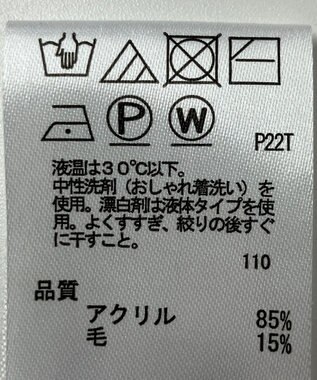 P W P22T
液温は30℃以下。
中性洗剤（おしゃれ着洗い）を
使用。漂白剤は液体タイプを使
用。よくすすぎ、絞りの後すぐ
に干すこと。
110
品質
アクリル 85%
毛 15%